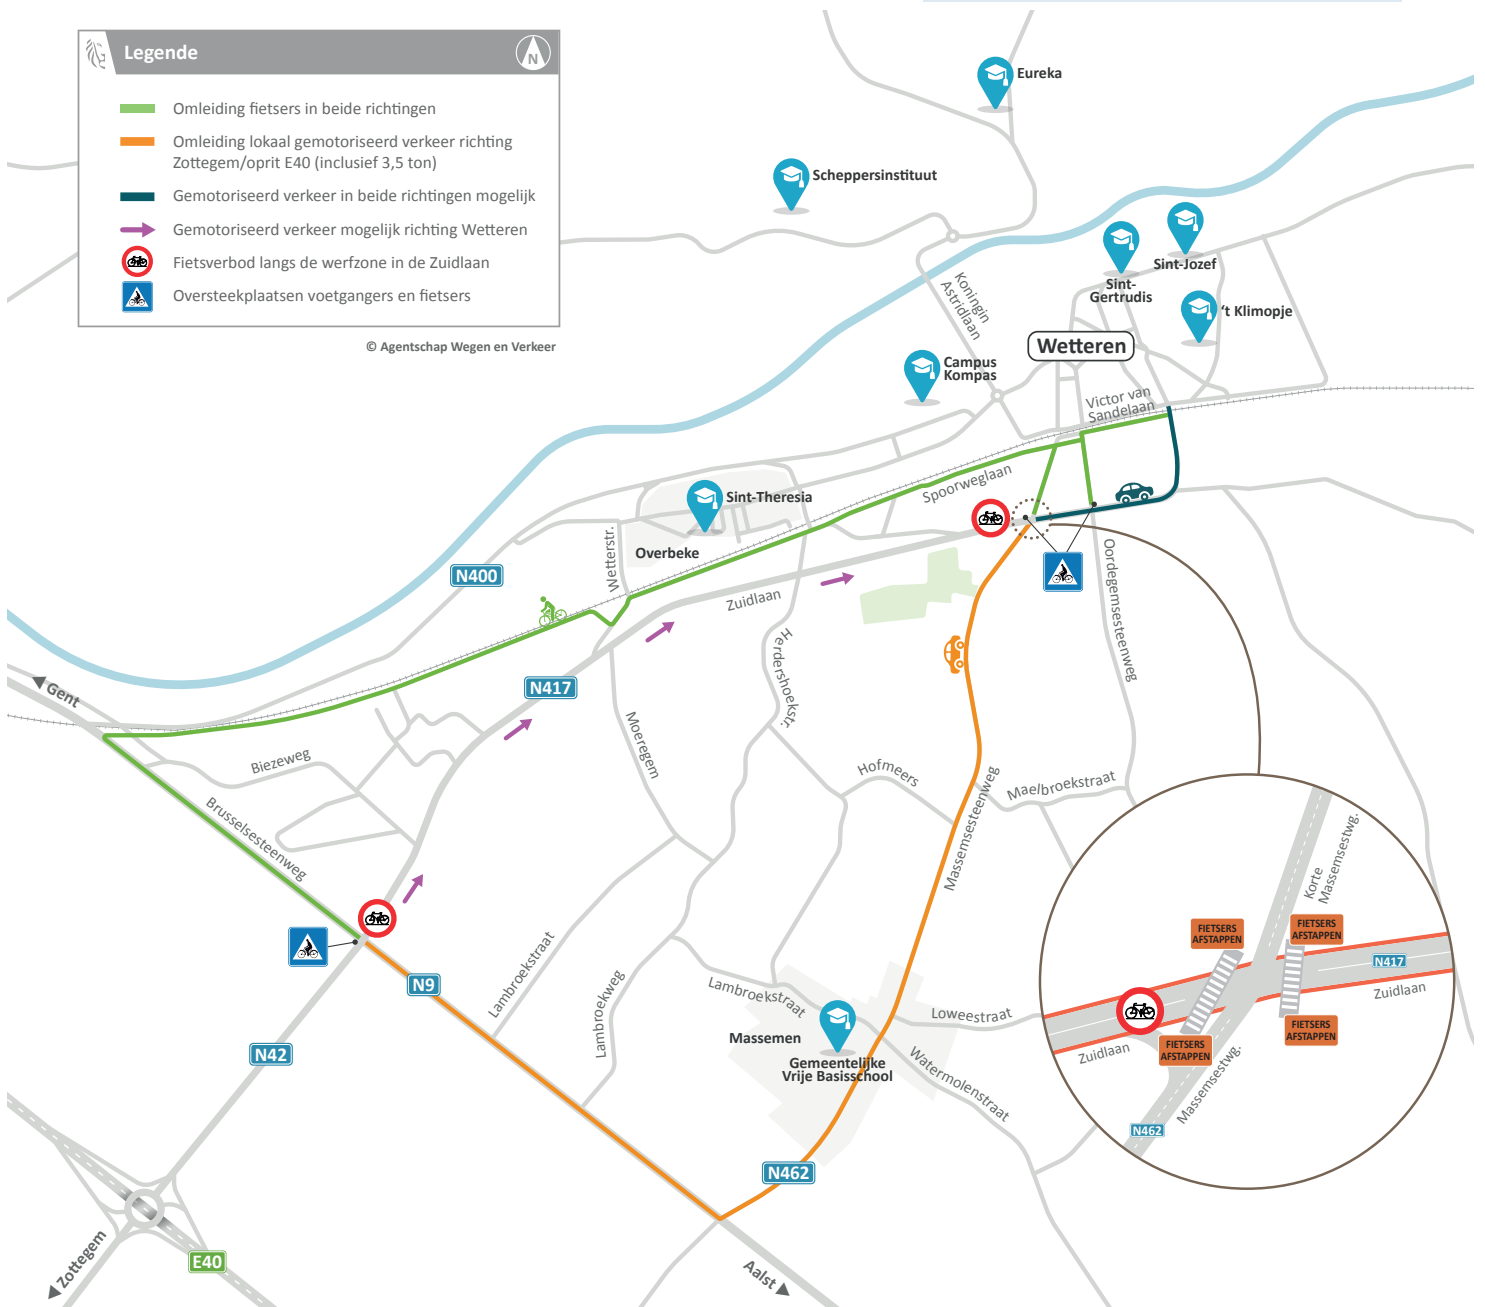 Legende
N
Omleiding fietsers in beide richtingen
Omleiding lokaal gemotoriseerd verkeer richting
Zottegem/oprit E40 (inclusief 3,5 ton)
Gemotoriseerd verkeer in beide richtingen mogelijk
Gemotoriseerd verkeer mogelijk richting Wetteren
Fietsverbod langs de werfzone in de Zuidlaan
Oversteekplaatsen voetgangers en fietsers
© Agentschap Wegen en Verkeer
Eureka
Scheppersinstituut
Sint-Jozef
Sint-
Gertrudis
't Klimopje
Koningin
Astridlaan
Wetteren
Campus
Kompas
Victor van
Sandelaan
Spoorweglaan
Sint-Theresia
Overbeke
Wetterstr.
N400
Zuidlaan
Oordegemsesteenweg
Herdershoekstr.
N417
Gent
Moeregem
Biezeweg
Hofmeers
Maelbroekstraat
Massemsesteenweg
Brusselsesteenweg
Korte
Massemsestwg.
FIETSERS
AFSTAPPEN
FIETSERS
AFSTAPPEN
N417
Zuidlaan
FIETSERS
AFSTAPPEN
FIETSERS
AFSTAPPEN
Zuidlaan
Massemsestwg.
N462
Lambroekstraat
N9
Lambroekweg
Lambroekstraat
Loweestraat
Massemen
Gemeentelijke
Vrije Basisschool
Watermolenstraat
N42
N462
E40
Zottegem
Aalst